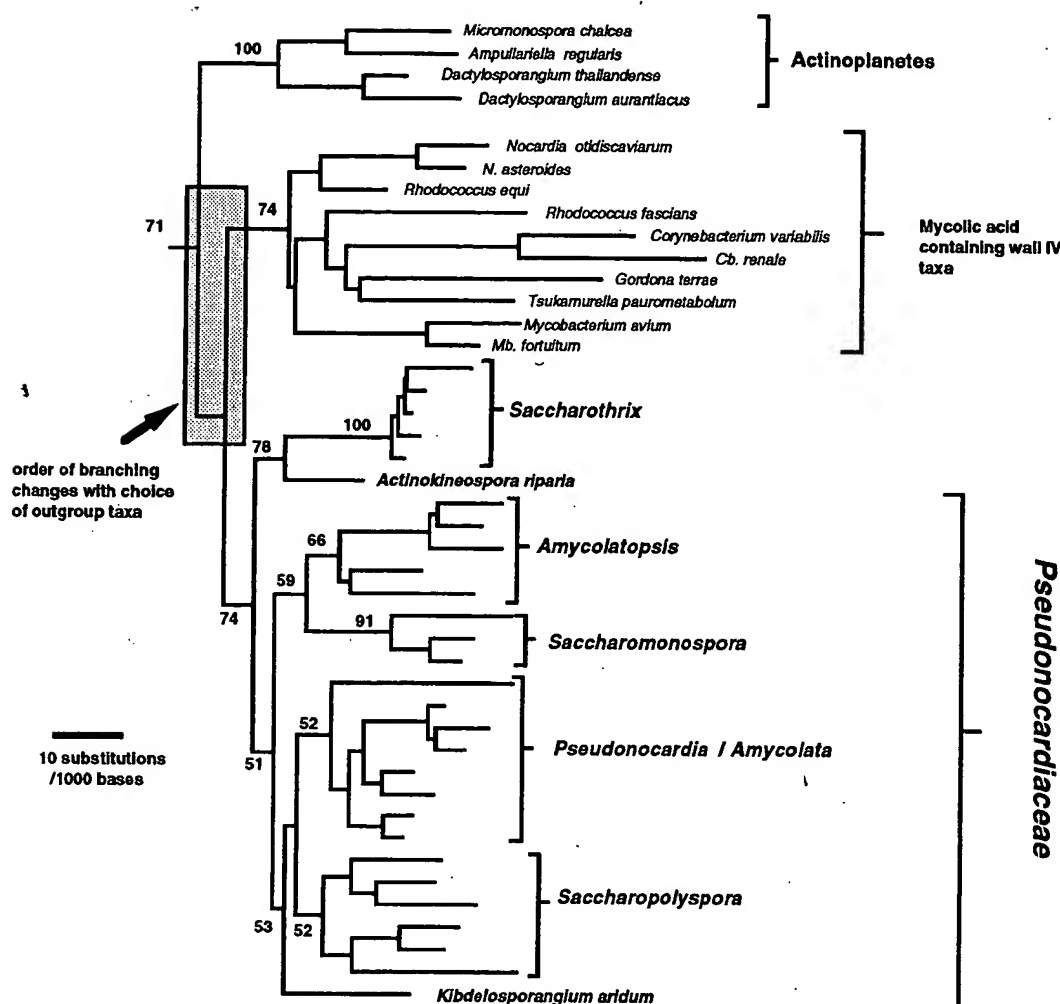 Micromonospora chalcea
100
Ampullariella regularis
Actinoplanetes
Dactylosporangium thailandense
Dactylosporangium aurantiacus
Nocardia otidiscaviarum
N. asteroides
Rhodococcus equi
71
74
Rhodococcus fascians
Mycolic acid
containing wall IV
taxa
Corynebacterium variabilis
Cb. renale
Gordona terrae
Tsukamurella paurometabolum
Mycobacterium avium
Mb. fortuitum
Saccharothrix
100
78
order of branching
changes with choice
of outgroup taxa
Actinokineospora riparia
66
Amycolatopsis
59
74
91
Saccharomonospora
Pseudonocardiaceae
52
10 substitutions
/1000 bases
51
Pseudonocardia / Amycolata
Saccharopolyspora
53
52
Kibdelosporangium aridum